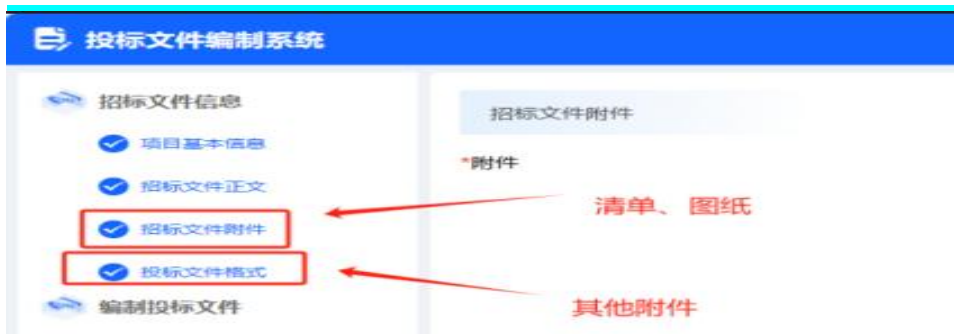 投标文件编制系统
招标文件信息
项目基本信息
招标文件正文
招标文件附件
投标文件格式
编制投标文件
招标文件附件
*附件
清单、图纸
其他附件